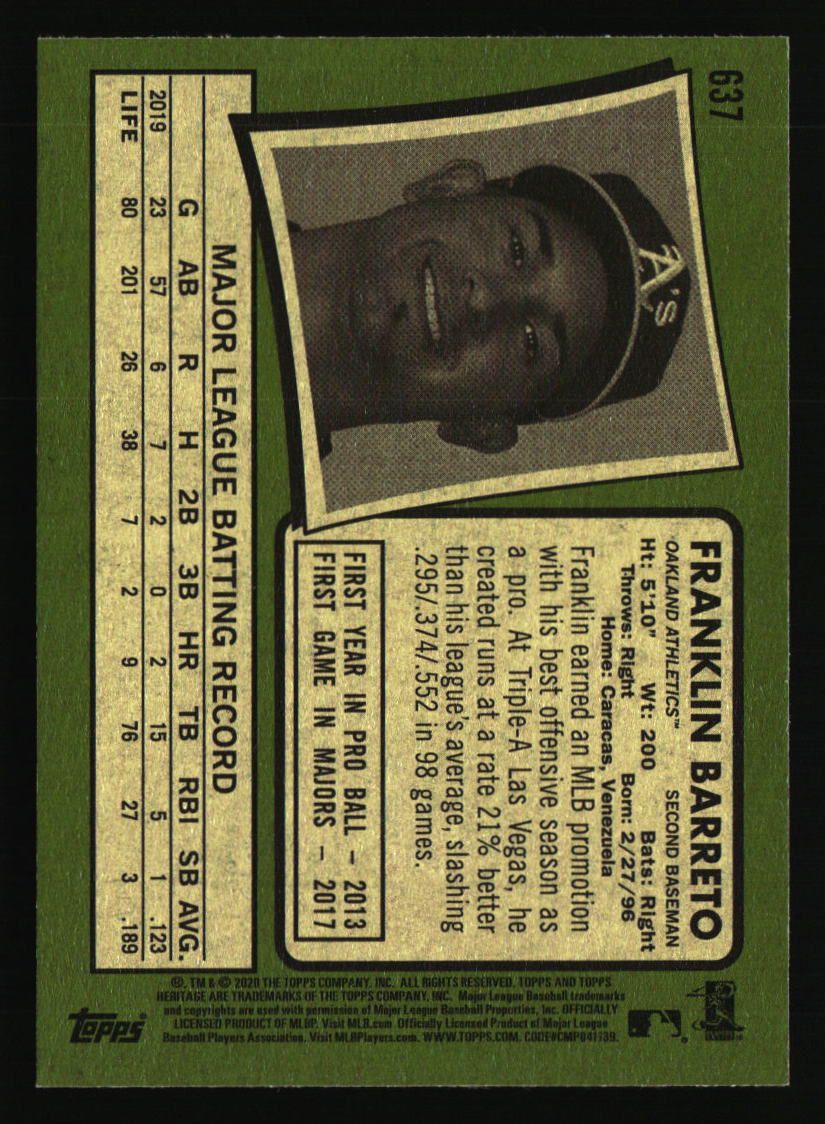 637
A's
FRANKLIN BARRETO
OAKLAND ATHLETICS™ SECOND BASEMAN
Ht: 5'10" Wt: 200 Bats: Right
Throws: Right Born: 2/27/96
Home: Caracas, Venezuela
Franklin earned an MLB promotion
with his best offensive season as
a pro. At Triple-A Las Vegas, he
created runs at a rate 21% better
than his league's average, slashing
.295/.374/.552 in 98 games.
FIRST YEAR IN PRO BALL – 2013
FIRST GAME IN MAJORS – 2017
MAJOR LEAGUE BATTING RECORD
G AB R H 2B 3B HR TB RBI SB AVG.
2019 23 57 6 7 2 0 2 15 5 1 .123
LIFE 80 201 26 38 7 2 9 76 27 3 .189
®, TM & © 2020 THE TOPPS COMPANY, INC. ALL RIGHTS RESERVED. TOPPS AND TOPPS
HERITAGE ARE TRADEMARKS OF THE TOPPS COMPANY, INC. Major League Baseball trademarks
and copyrights are used with permission of Major League Baseball Properties, Inc. OFFICIALLY
LICENSED PRODUCT OF MLBP. Visit MLB.com Officially Licensed Product of Major League
Baseball Players Association. Visit MLBPlayers.com. WWW.TOPPS.COM. CODE#CMP041739.
topps